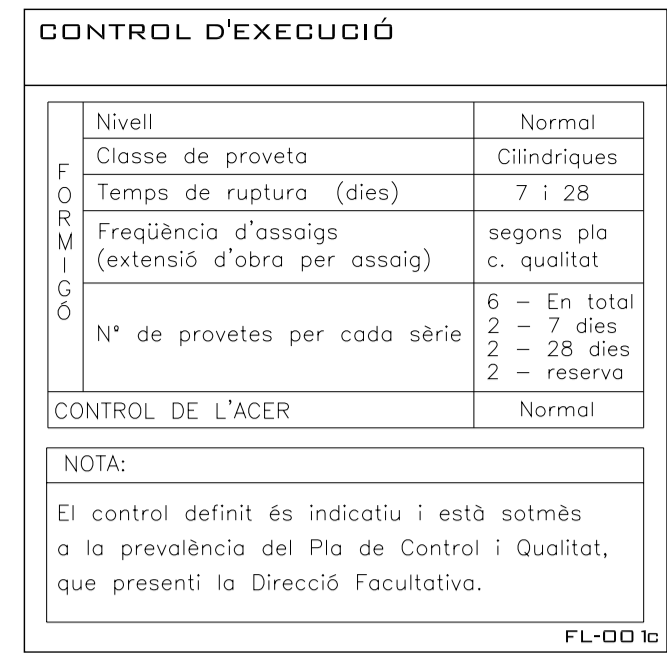 CONTROL D'EXECUCIÓ
FORMIGÓ
Nivell Normal
Classe de proveta Cilindriques
Temps de ruptura (dies) 7 i 28
Freqüència d'assaigs segons pla
(extensió d'obra per assaig) c. qualitat
Nº de provetes per cada sèrie
6 – En total
2 – 7 dies
2 – 28 dies
2 – reserva
CONTROL DE L'ACER Normal
NOTA:
El control definit és indicatiu i està sotmès
a la prevalència del Pla de Control i Qualitat,
que presenti la Direcció Facultativa.
FL-001c